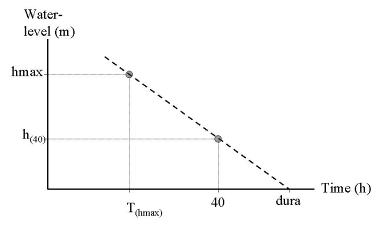 Water-
level (m)
hmax
h(40)
T(hmax)
40
dura
Time (h)